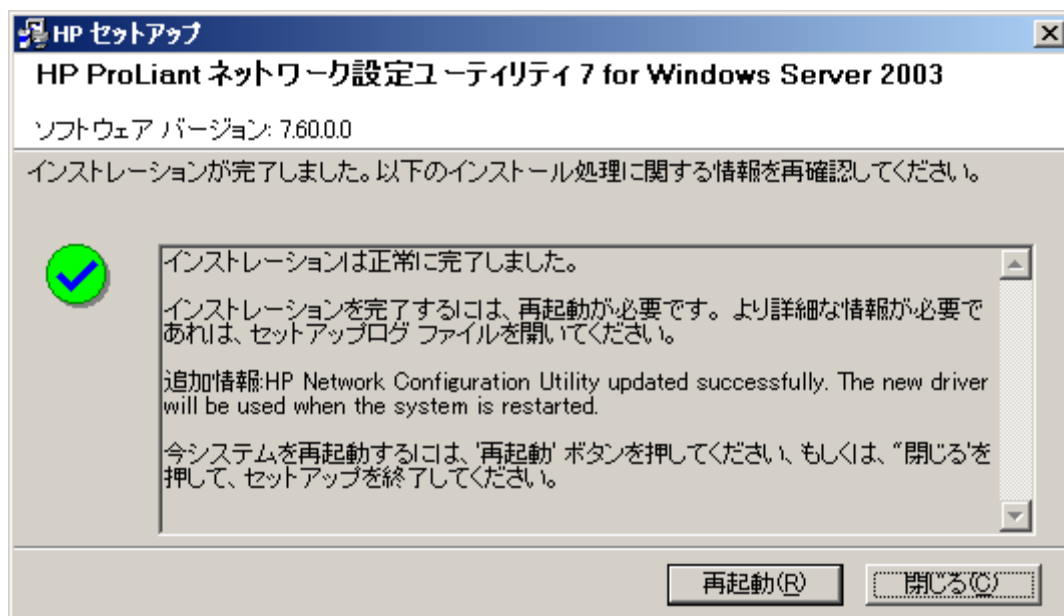 HP セットアップ
HP ProLiant ネットワーク設定ユーティリティ 7 for Windows Server 2003
ソフトウェア バージョン: 7.60.0.0
インストレーションが完了しました。以下のインストール処理に関する情報を再確認してください。
インストレーションは正常に完了しました。
インストレーションを完了するには、再起動が必要です。より詳細な情報が必要で
あれは、セットアップログ ファイルを開いてください。
追加情報:HP Network Configuration Utility updated successfully. The new driver
will be used when the system is restarted.
今システムを再起動するには、'再起動' ボタンを押してください、もしくは、“閉じる'を
押して、セットアップを終了してください。
再起動(R)
閉じる(C)